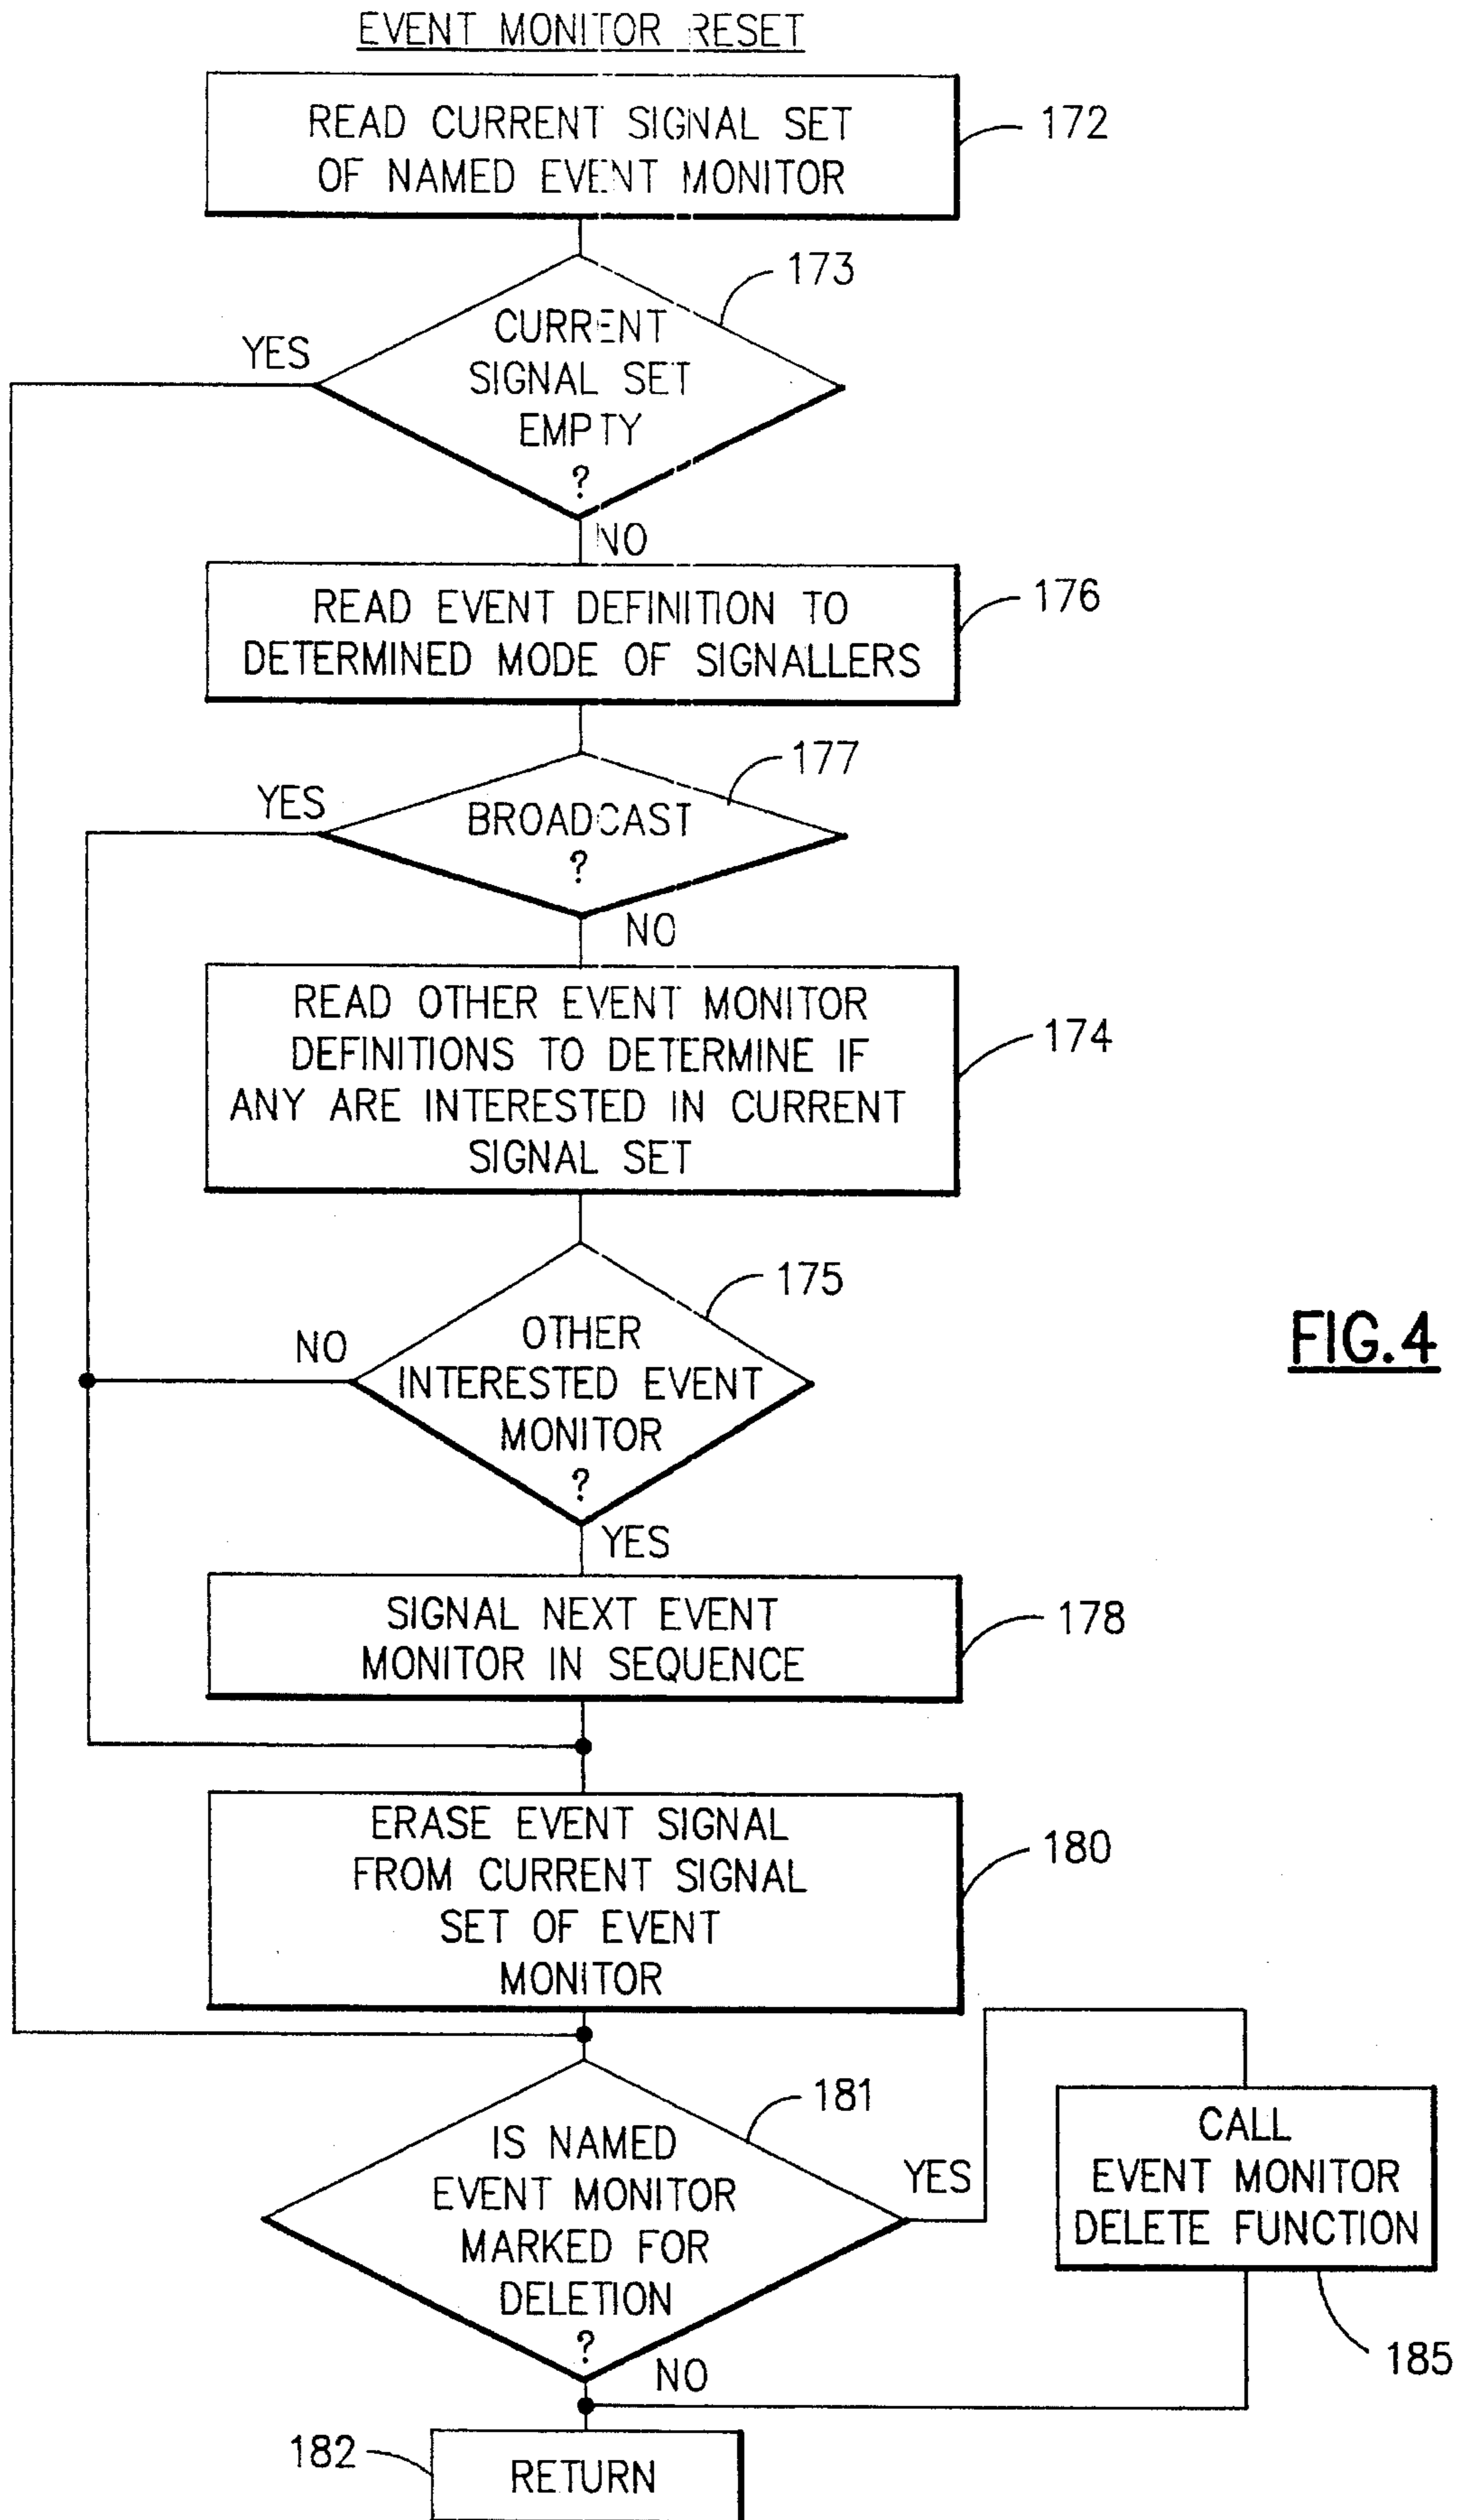 EVENT MONITOR RESET
READ CURRENT SIGNAL SET
OF NAMED EVENT MONITOR
172
173
CURRENT
SIGNAL SET
EMPTY
?
YES
NO
READ EVENT DEFINITION TO
DETERMINED MODE OF SIGNALLERS
176
177
YES
BROADCAST
?
NO
READ OTHER EVENT MONITOR
DEFINITIONS TO DETERMINE IF
ANY ARE INTERESTED IN CURRENT
SIGNAL SET
174
175
NO
OTHER
INTERESTED EVENT
MONITOR
?
YES
FIG.4
SIGNAL NEXT EVENT
MONITOR IN SEQUENCE
178
ERASE EVENT SIGNAL
FROM CURRENT SIGNAL
SET OF EVENT
MONITOR
180
181
IS NAMED
EVENT MONITOR
MARKED FOR
DELETION
?
YES
NO
CALL
EVENT MONITOR
DELETE FUNCTION
185
182
RETURN